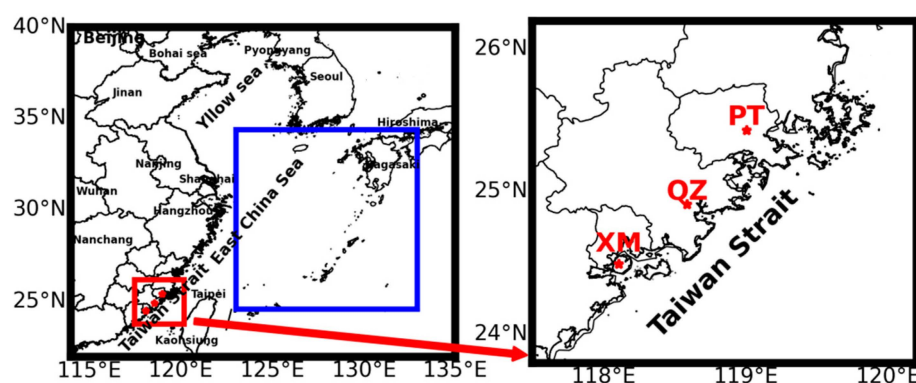 40°N
35°N
30°N
25°N
115°E
120°E
125°E
130°E
135°E
Beijing
Bohai sea
Pyongyang
Seoul
Jinan
Yllow sea
Hiroshima
Nagasaki
Nanjing
Shanghai
Wuhan
Hangzhou
Nanchang
East China Sea
Taiwan Strait
Taipei
Kaohsiung
26°N
25°N
24°N
118°E
119°E
120°E
PT
QZ
XM
Taiwan Strait